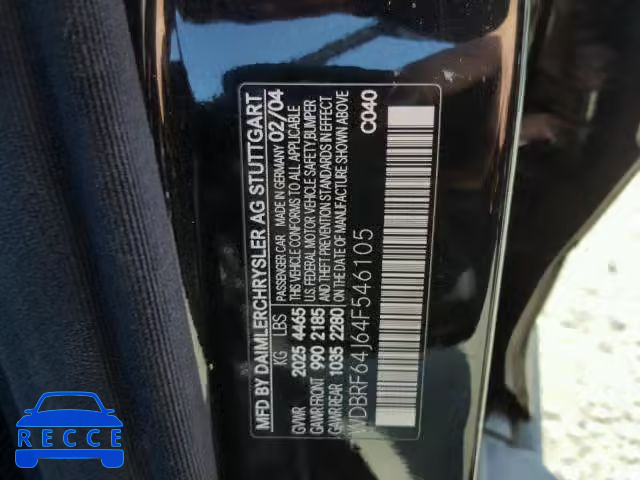 MFD BY DAIMLERCHRYSLER AG STUTTGART
PASSENGER CAR MADE IN GERMANY 02/04
KG LBS THIS VEHICLE CONFORMS TO ALL APPLICABLE
U.S. FEDERAL MOTOR VEHICLE SAFETY, BUMPER
GVWR 2025 4465 AND THEFT PREVENTION STANDARDS IN EFFECT
GAWR FRONT 990 2185 ON THE DATE OF MANUFACTURE SHOWN ABOVE
GAWR REAR 1035 2280
C040
WDBRF64J64F546105
RECCE